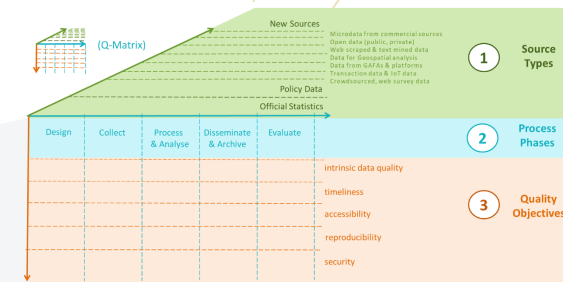 New Sources
(Q-Matrix)
Microdata from commercial sources
Open data (public, private)
Web scraped & text mined data
Data for Geospatial analysis
Data from GAFAs & platforms
Transaction data & IoT data
Crowdsourced, web survey data
1
Source
Types
Policy Data
Official Statistics
Design
Collect
Process
& Analyse
Disseminate
& Archive
Evaluate
2
Process
Phases
intrinsic data quality
timeliness
accessibility
reproducibility
security
3
Quality
Objectives